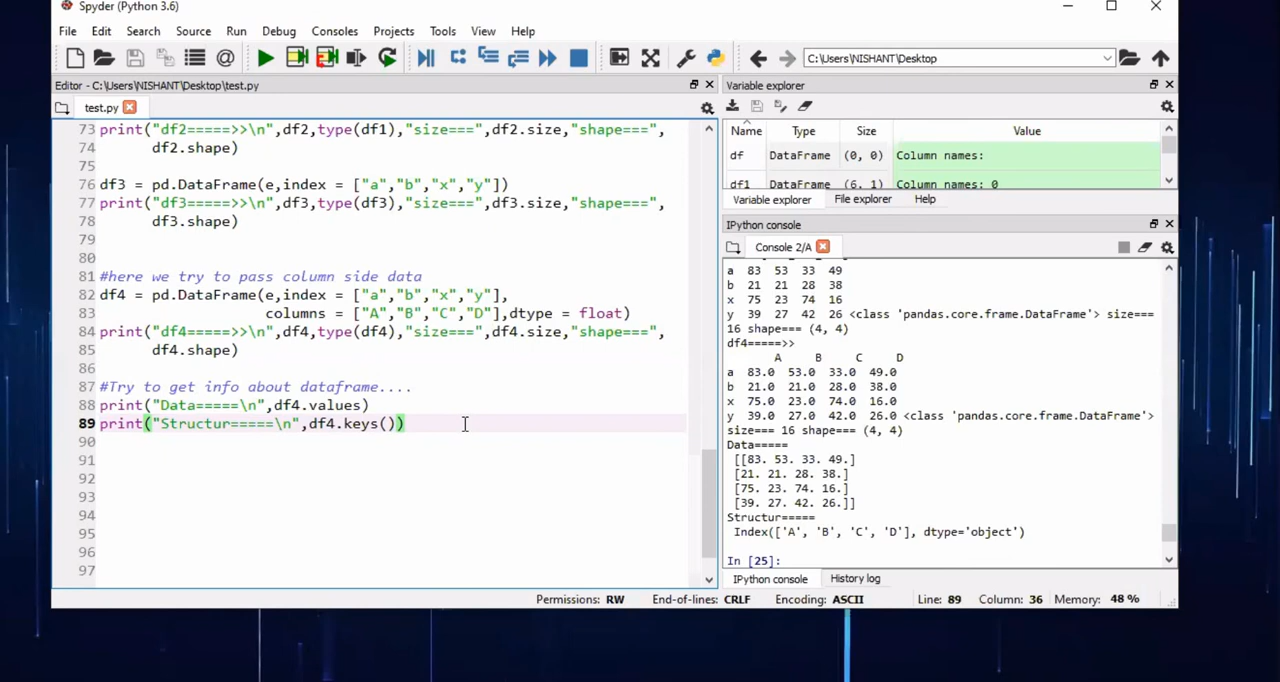 Spyder (Python 3.6)
File Edit Search Source Run Debug Consoles Projects Tools View Help
C:\Users\NISHANT\Desktop
Editor - C:\Users\NISHANT\Desktop\test.py
test.py
73 print("df2=====>>\n",df2,type(df1),"size===",df2.size,"shape===",
74 df2.shape)
75
76 df3 = pd.DataFrame(e,index = ["a","b","x","y"])
77 print("df3=====>>\n",df3,type(df3),"size===",df3.size,"shape===",
78 df3.shape)
79
80
81 #here we try to pass column side data
82 df4 = pd.DataFrame(e,index = ["a","b","x","y"],
83 columns = ["A","B","C","D"],dtype = float)
84 print("df4=====>>\n",df4,type(df4),"size===",df4.size,"shape===",
85 df4.shape)
86
87 #Try to get info about dataframe....
88 print("Data=====\n",df4.values)
89 print("Structur=====\n",df4.keys())
90
91
92
93
94
95
96
97
Variable explorer
Name Type Size Value
df DataFrame (0, 0) Column names:
df1 DataFrame (6, 1) Column names: 0
Variable explorer File explorer Help
IPython console
Console 2/A
a 83 53 33 49
b 21 21 28 38
x 75 23 74 16
y 39 27 42 26 <class 'pandas.core.frame.DataFrame'> size===
16 shape=== (4, 4)
df4=====>>
A B C D
a 83.0 53.0 33.0 49.0
b 21.0 21.0 28.0 38.0
x 75.0 23.0 74.0 16.0
y 39.0 27.0 42.0 26.0 <class 'pandas.core.frame.DataFrame'>
size=== 16 shape=== (4, 4)
Data=====
[[83. 53. 33. 49.]
[21. 21. 28. 38.]
[75. 23. 74. 16.]
[39. 27. 42. 26.]]
Structur=====
Index(['A', 'B', 'C', 'D'], dtype='object')
In [25]:
IPython console History log
Permissions: RW End-of-lines: CRLF Encoding: ASCII Line: 89 Column: 36 Memory: 48 %